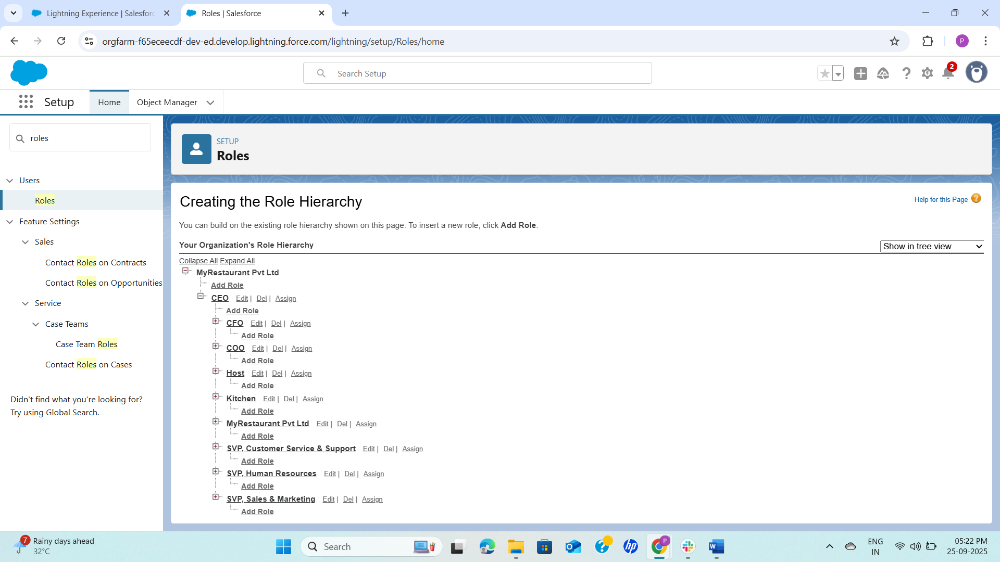 Lightning Experience | Salesforc
Roles | Salesforce
orgfarm-f65eceecdf-dev-ed.develop.lightning.force.com/lightning/setup/Roles/home
P
Search Setup
2
Setup
Home
Object Manager
roles
Users
Roles
Feature Settings
Sales
Contact Roles on Contracts
Contact Roles on Opportunities
Service
Case Teams
Case Team Roles
Contact Roles on Cases
Didn't find what you're looking for?
Try using Global Search.
SETUP
Roles
Creating the Role Hierarchy
Help for this Page ?
You can build on the existing role hierarchy shown on this page. To insert a new role, click Add Role.
Your Organization's Role Hierarchy
Show in tree view
Collapse All Expand All
MyRestaurant Pvt Ltd
Add Role
CEO Edit | Del | Assign
Add Role
CFO Edit | Del | Assign
Add Role
COO Edit | Del | Assign
Add Role
Host Edit | Del | Assign
Add Role
Kitchen Edit | Del | Assign
Add Role
MyRestaurant Pvt Ltd Edit | Del | Assign
Add Role
SVP, Customer Service & Support Edit | Del | Assign
Add Role
SVP, Human Resources Edit | Del | Assign
Add Role
SVP, Sales & Marketing Edit | Del | Assign
Add Role
7
Rainy days ahead
32°C
Search
hp
P
W
ENG
IN
05:22 PM
25-09-2025